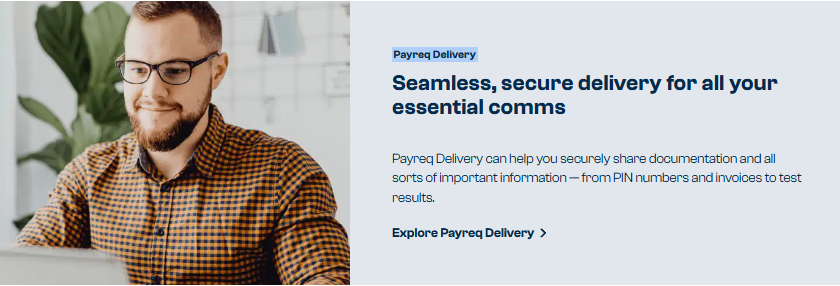 Payreq Delivery
Seamless, secure delivery for all your
essential comms
Payreq Delivery can help you securely share documentation and all
sorts of important information — from PIN numbers and invoices to test
results.
Explore Payreq Delivery